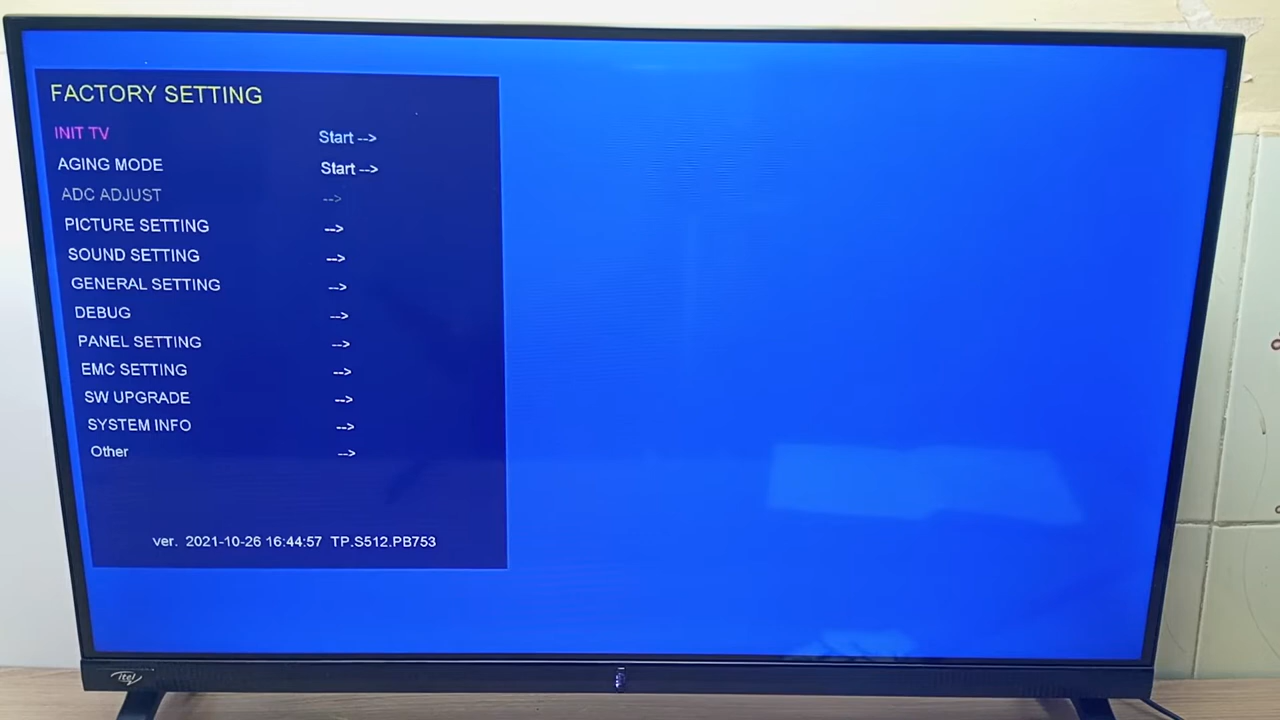 FACTORY SETTING
INIT TV Start -->
AGING MODE Start -->
ADC ADJUST -->
PICTURE SETTING -->
SOUND SETTING -->
GENERAL SETTING -->
DEBUG -->
PANEL SETTING -->
EMC SETTING -->
SW UPGRADE -->
SYSTEM INFO -->
Other -->
ver. 2021-10-26 16:44:57 TP.S512.PB753
itel